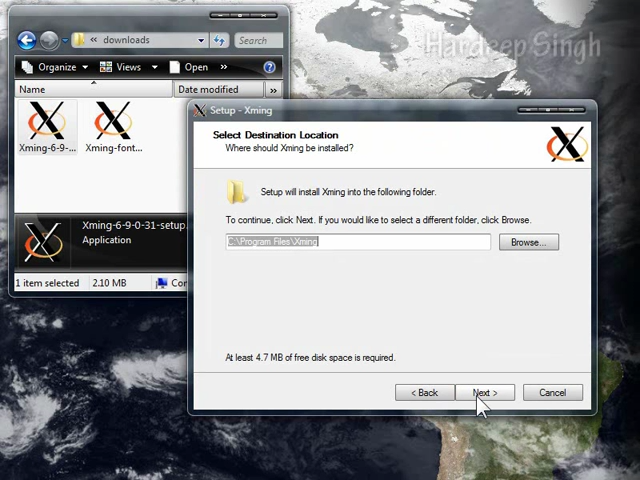 Hardeep Singh
« downloads
Search
Organize
Views
Open
»
Name
Date modified
»
Xming-6-9-...
Xming-font...
Xming-6-9-0-31-setup.
Application
1 item selected
2.10 MB
Setup - Xming
Select Destination Location
Where should Xming be installed?
Setup will install Xming into the following folder.
To continue, click Next. If you would like to select a different folder, click Browse.
C:\Program Files\Xming
Browse...
At least 4.7 MB of free disk space is required.
< Back
Next >
Cancel